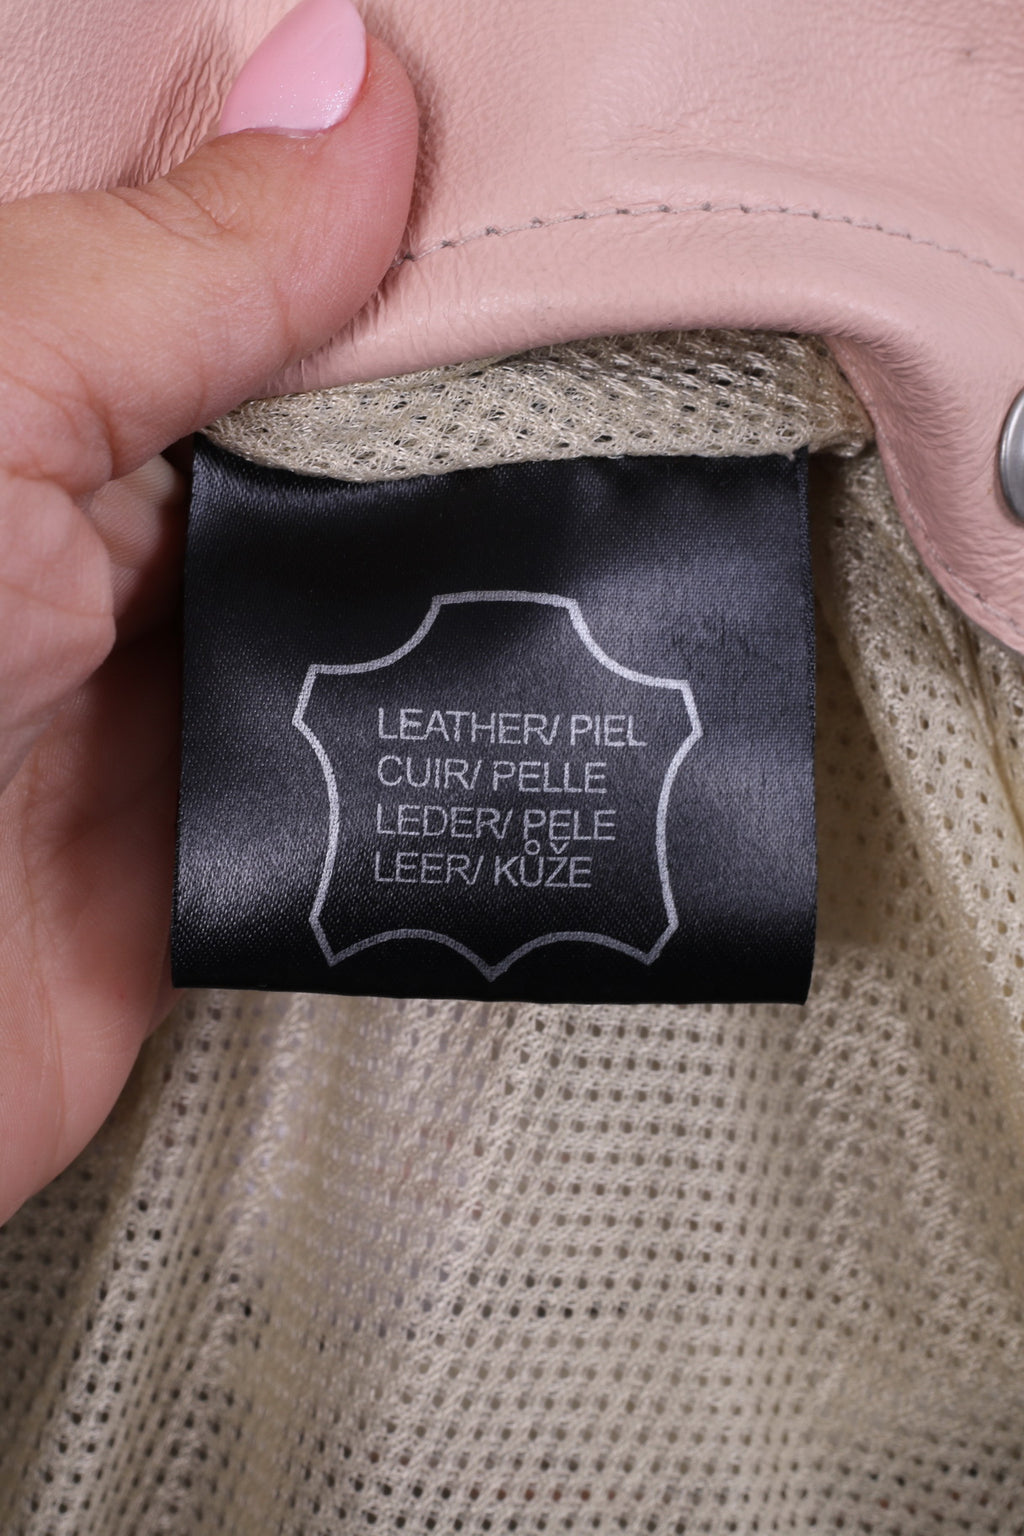 LEATHER/ PIEL
CUIR/ PELLE
LEDER/ PELE
LEER/ KŮŽE